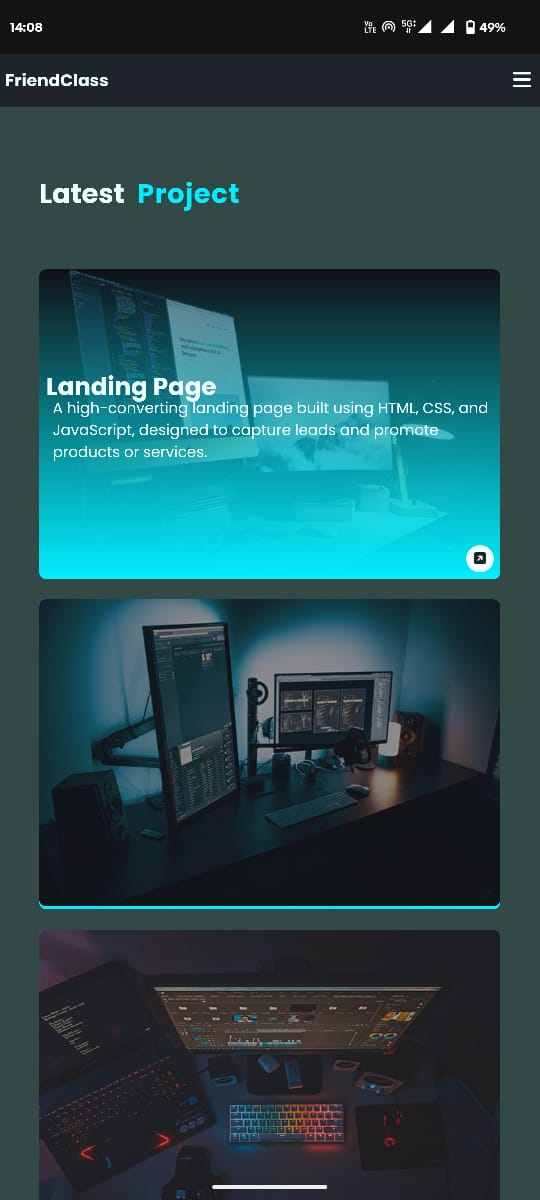 14:08
Vo
LTE
5G
49%
FriendClass
Latest Project
Landing Page
A high-converting landing page built using HTML, CSS, and
JavaScript, designed to capture leads and promote
products or services.